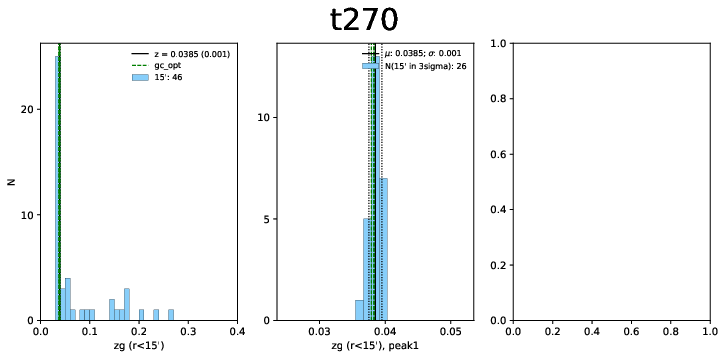 t270
z = 0.0385 (0.001)
gc_opt
15': 46
N
0
10
20
0.0 0.1 0.2 0.3 0.4
zg (r<15')
μ: 0.0385; σ: 0.001
N(15' in 3sigma): 26
0
5
10
0.03 0.04 0.05
zg (r<15'), peak1
1.0
0.8
0.6
0.4
0.2
0.0
0.0 0.2 0.4 0.6 0.8 1.0